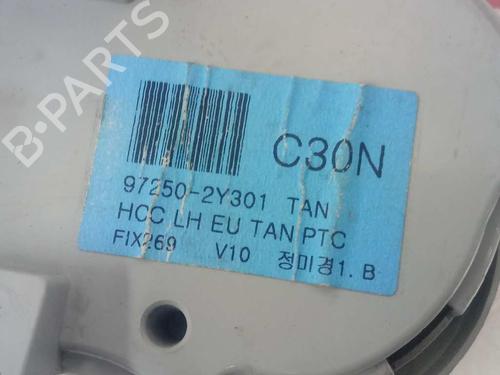 B-PARTS
C30N
97250-2Y301 TAN
HCC LH EU TAN PTC
FIX269 V10 정미경1. B